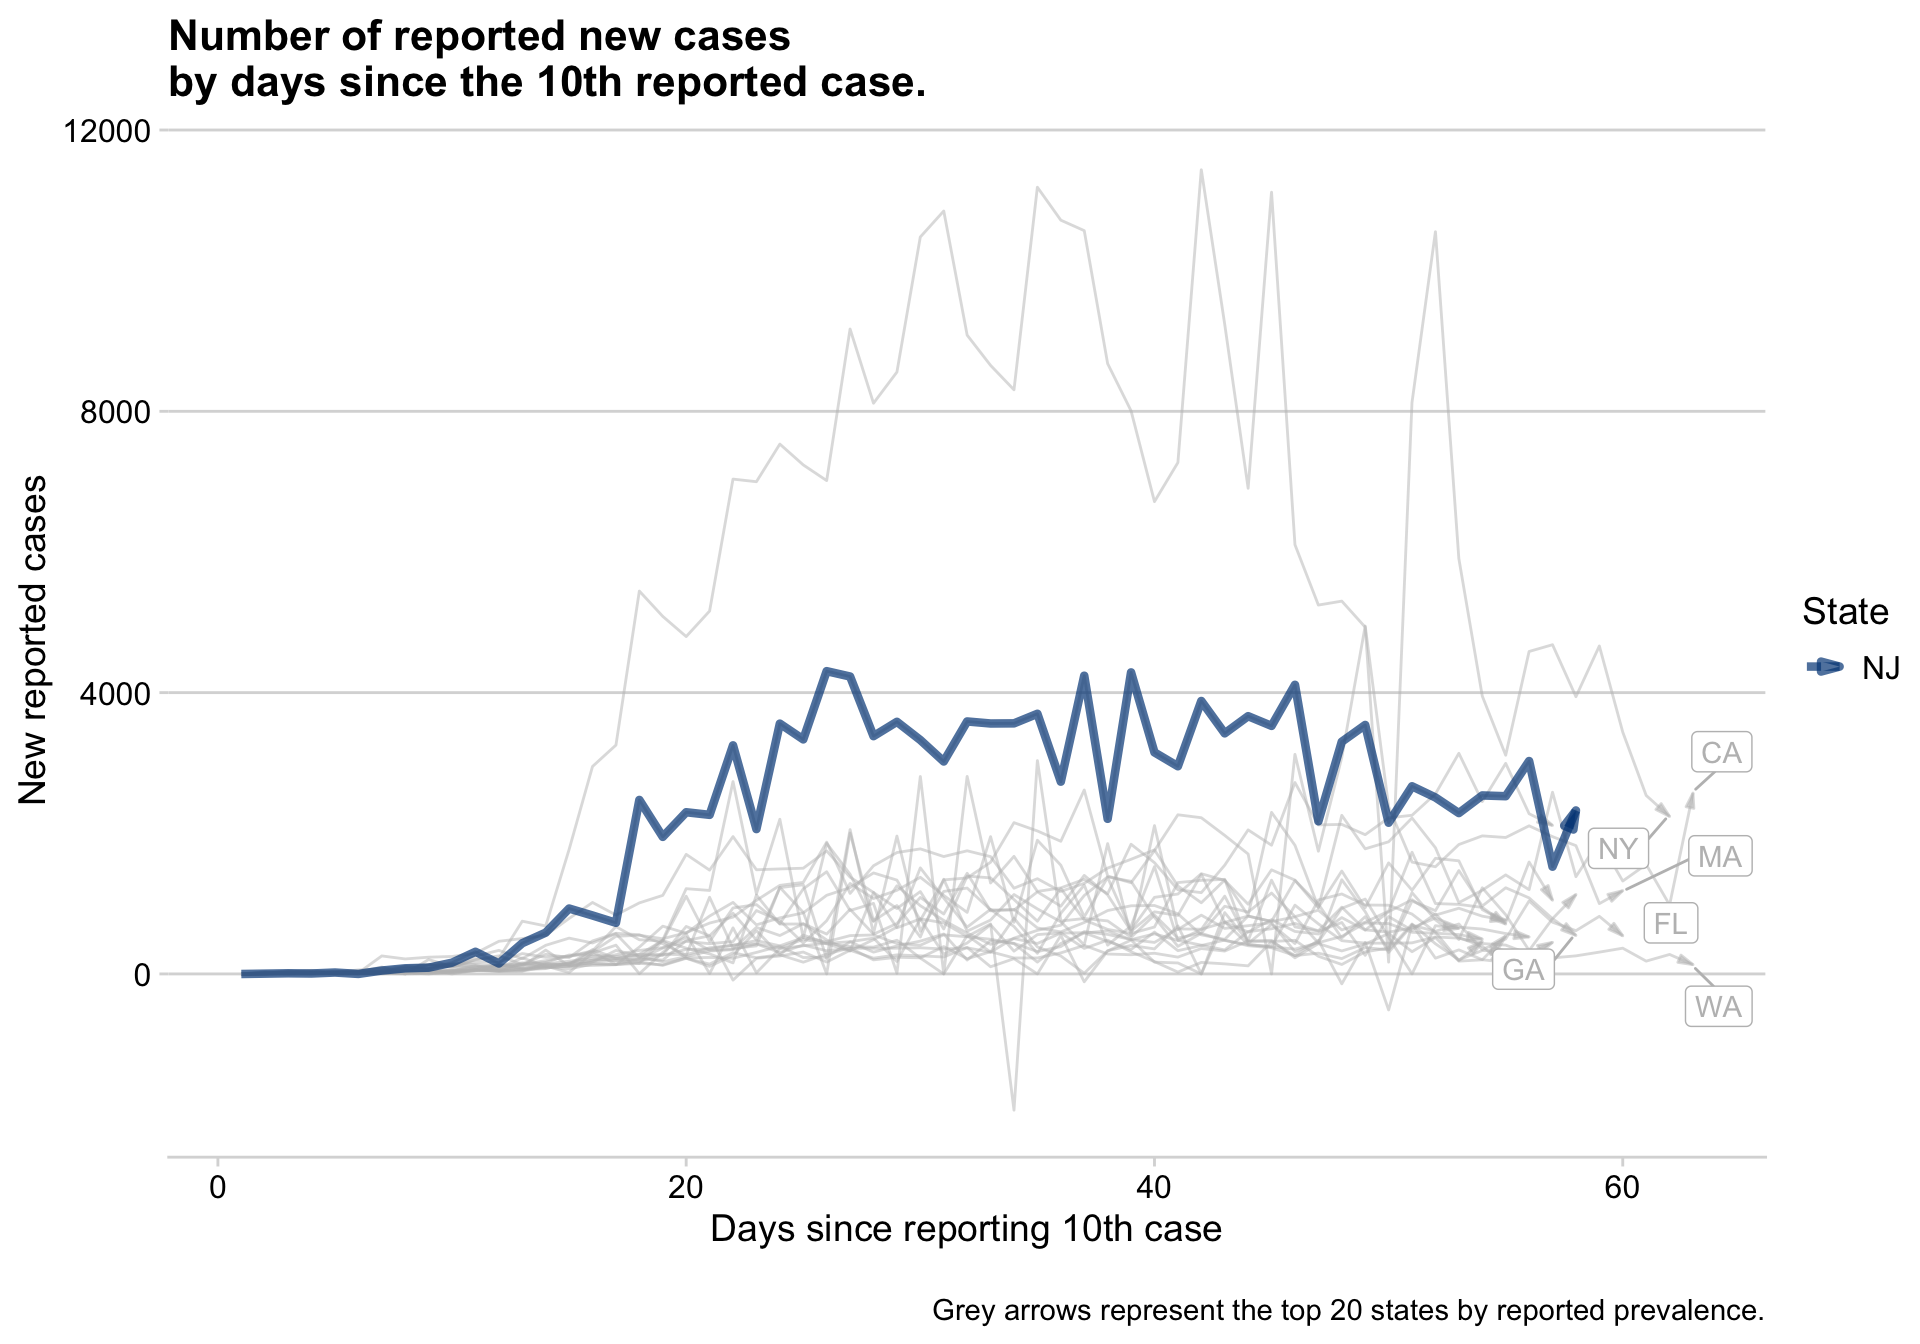 Number of reported new cases
by days since the 10th reported case.
12000
8000
4000
0
New reported cases
CA
NY
MA
FL
GA
WA
State
NJ
0 20 40 60
Days since reporting 10th case
Grey arrows represent the top 20 states by reported prevalence.